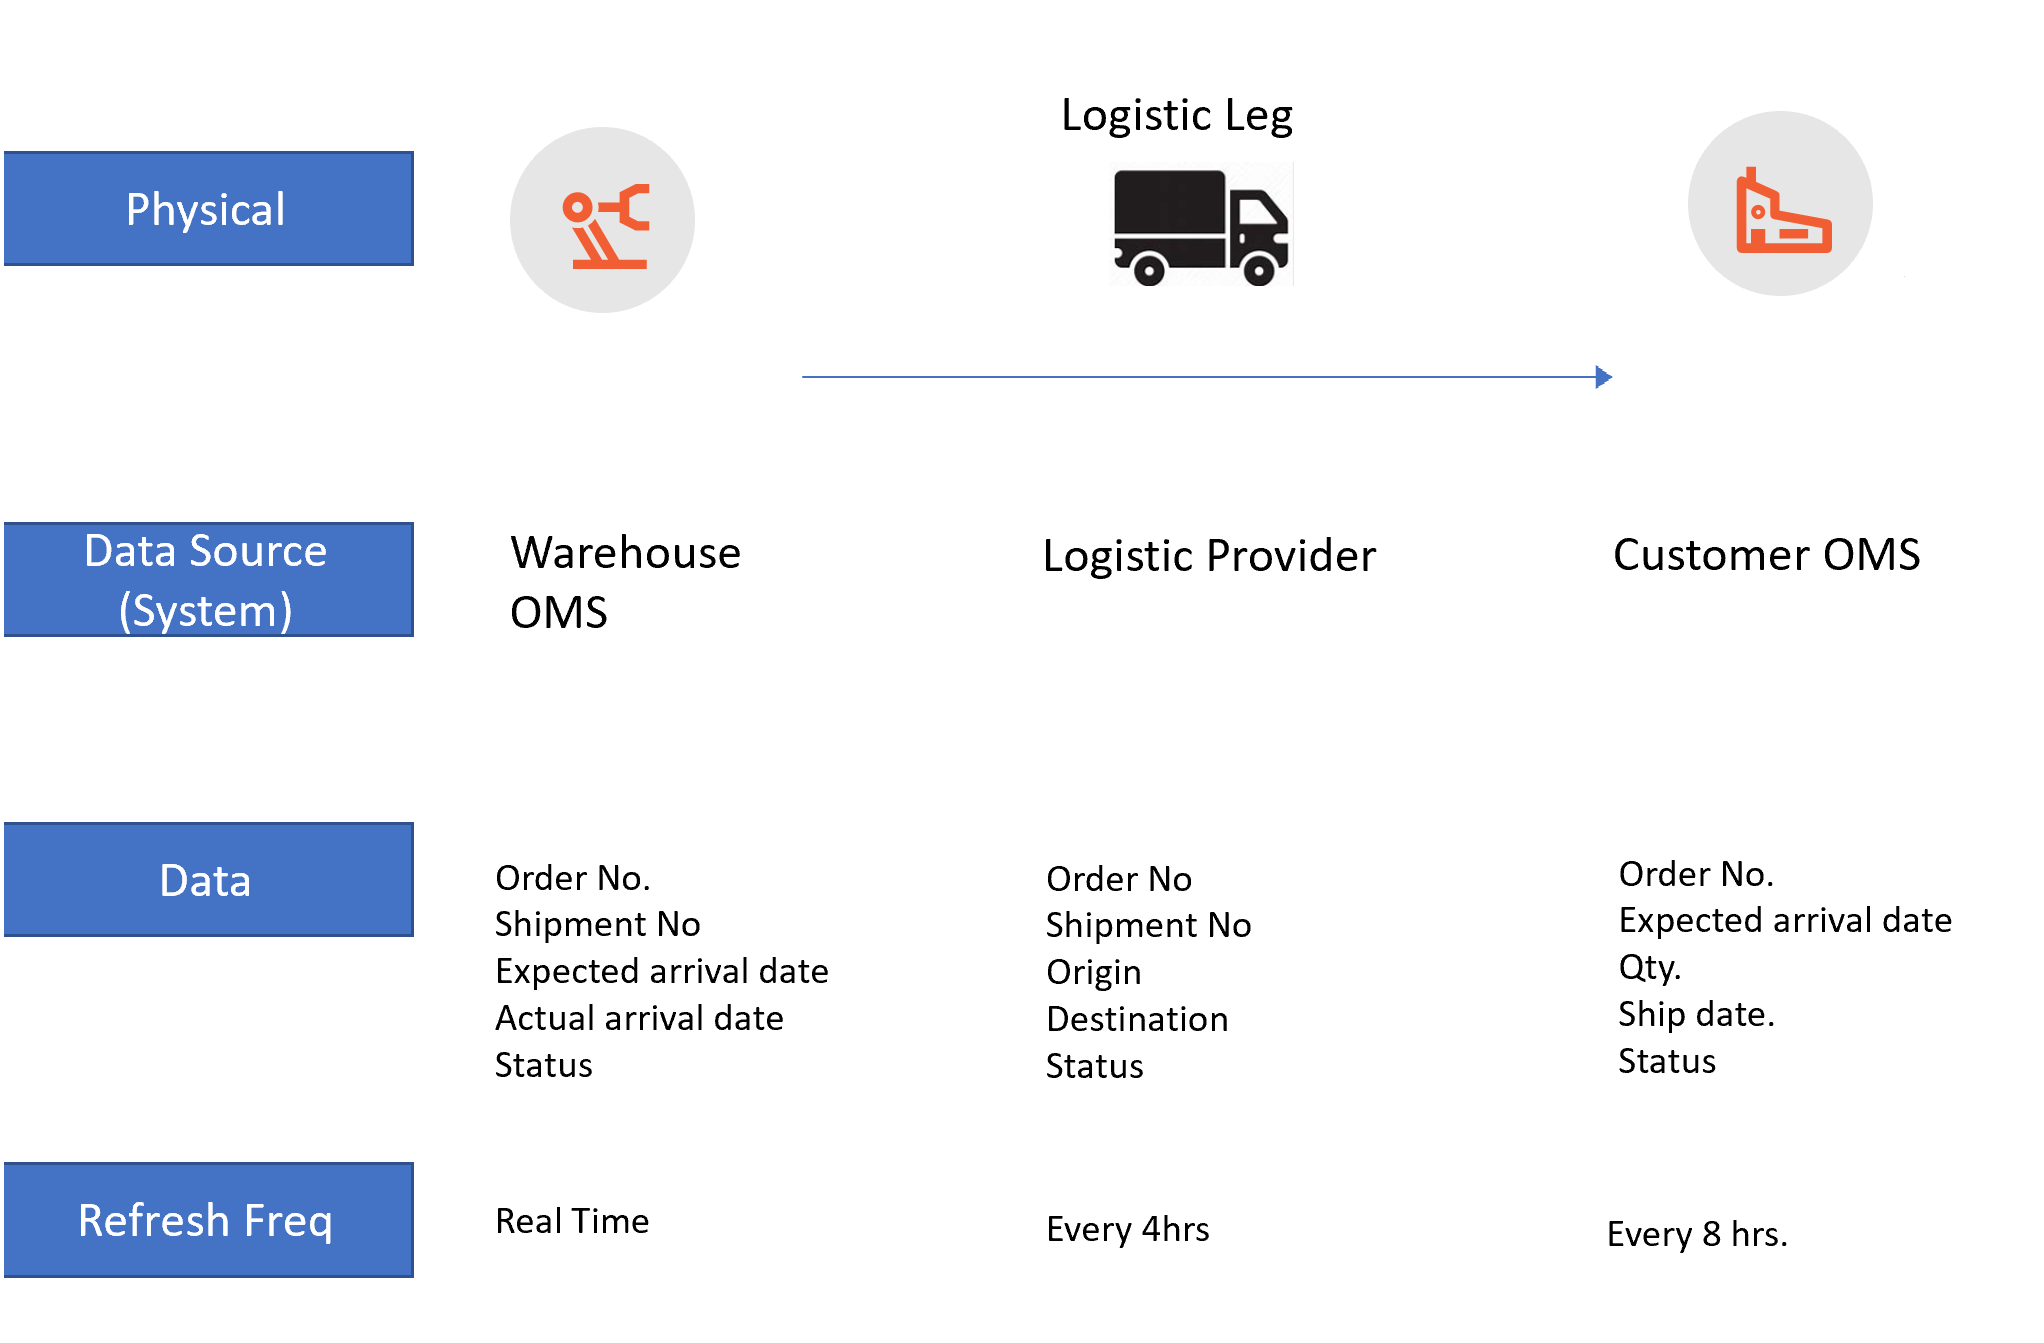 Logistic Leg
Physical
Data Source
(System)
Warehouse
OMS
Logistic Provider
Customer OMS
Data
Order No.
Shipment No
Expected arrival date
Actual arrival date
Status
Order No
Shipment No
Origin
Destination
Status
Order No.
Expected arrival date
Qty.
Ship date.
Status
Refresh Freq
Real Time
Every 4hrs
Every 8 hrs.